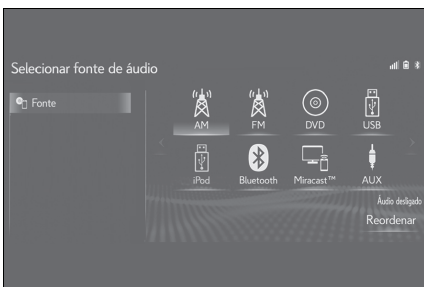 Selecionar fonte de áudio
Fonte
AM
FM
DVD
USB
iPod
Bluetooth
Miracast™
AUX
Áudio desligado
Reordenar